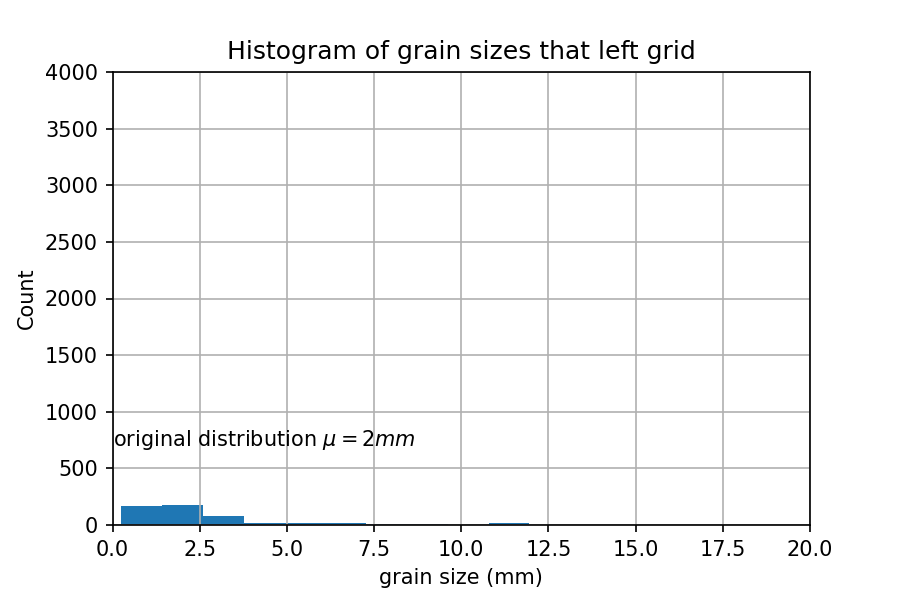 Histogram of grain sizes that left grid
4000
3500
3000
2500
2000
1500
1000
500
0
Count
original distribution μ = 2mm
0.0 2.5 5.0 7.5 10.0 12.5 15.0 17.5 20.0
grain size (mm)